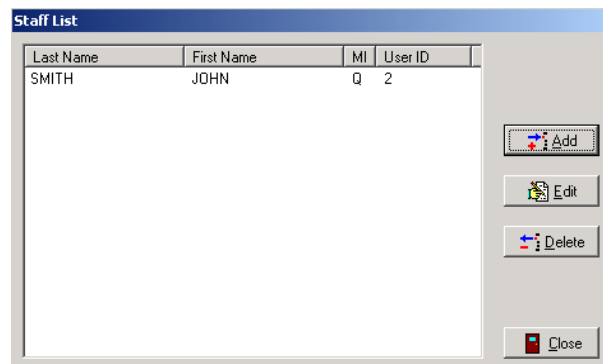 Staff List
Last Name First Name MI User ID
SMITH JOHN Q 2
Add
Edit
Delete
Close